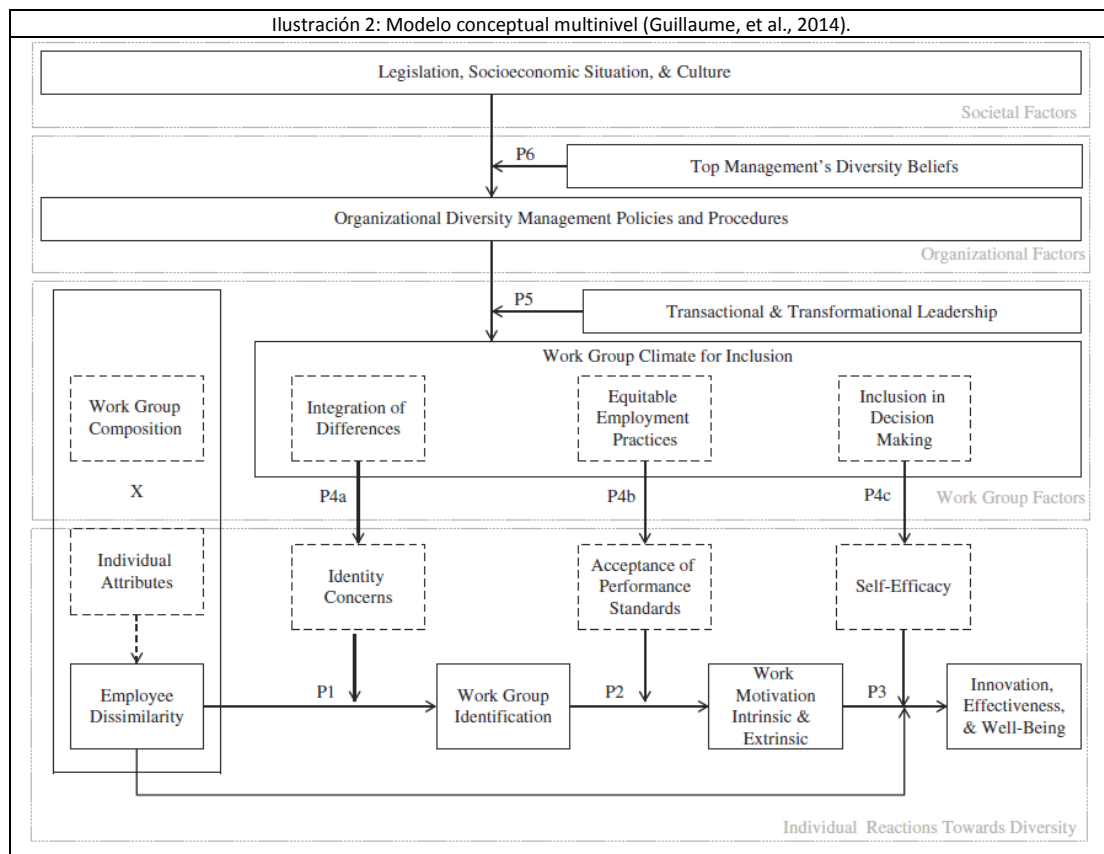 Ilustración 2: Modelo conceptual multinivel (Guillaume, et al., 2014).
Legislation, Socioeconomic Situation, & Culture
Societal Factors
P6
Top Management's Diversity Beliefs
Organizational Diversity Management Policies and Procedures
Organizational Factors
P5
Transactional & Transformational Leadership
Work Group Climate for Inclusion
Work Group
Composition
Integration of
Differences
Equitable
Employment
Practices
Inclusion in
Decision
Making
X
P4a
P4b
P4c
Work Group Factors
Individual
Attributes
Identity
Concerns
Acceptance of
Performance
Standards
Self-Efficacy
Employee
Dissimilarity
P1
Work Group
Identification
P2
Work
Motivation
Intrinsic &
Extrinsic
P3
Innovation,
Effectiveness,
& Well-Being
Individual Reactions Towards Diversity